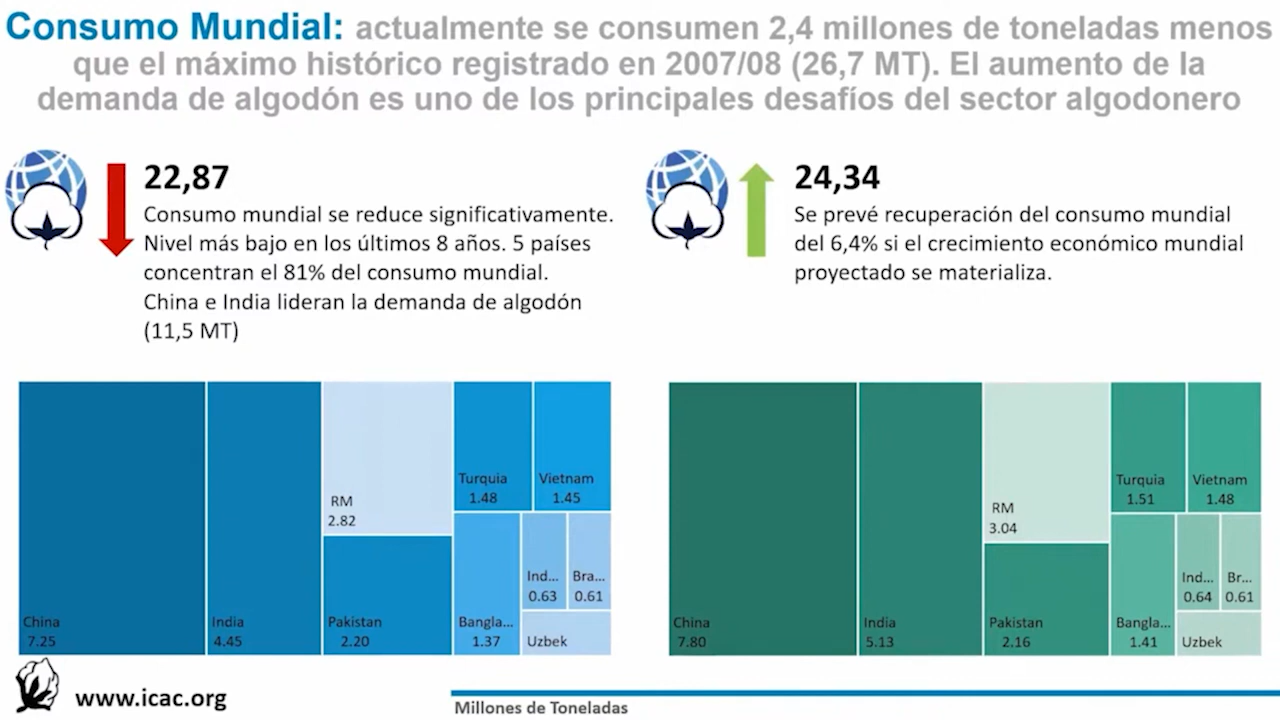 Consumo Mundial: actualmente se consumen 2,4 millones de toneladas menos
que el máximo histórico registrado en 2007/08 (26,7 MT). El aumento de la
demanda de algodón es uno de los principales desafíos del sector algodonero
22,87
Consumo mundial se reduce significativamente.
Nivel más bajo en los últimos 8 años. 5 países
concentran el 81% del consumo mundial.
China e India lideran la demanda de algodón
(11,5 MT)
24,34
Se prevé recuperación del consumo mundial
del 6,4% si el crecimiento económico mundial
proyectado se materializa.
China
7.25
India
4.45
RM
2.82
Pakistan
2.20
Turquia
1.48
Vietnam
1.45
Bangla...
1.37
Ind...
0.63
Bra...
0.61
Uzbek
China
7.80
India
5.13
RM
3.04
Pakistan
2.16
Turquia
1.51
Vietnam
1.48
Bangla...
1.41
Ind...
0.64
Br...
0.61
Uzbek
www.icac.org
Millones de Toneladas